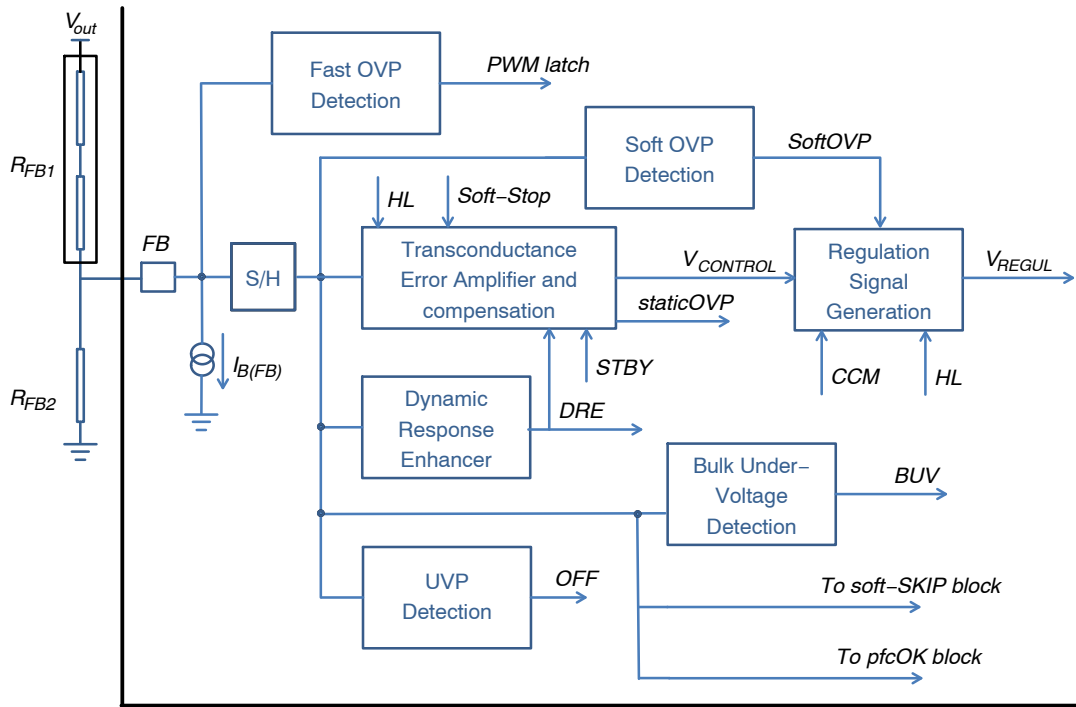 Vout
Fast OVP
Detection
PWM latch
Soft OVP
Detection
SoftOVP
RFB1
HL
Soft−Stop
FB
S/H
Transconductance
Error Amplifier and
compensation
VCONTROL
staticOVP
Regulation
Signal
Generation
VREGUL
IB(FB)
STBY
CCM
HL
RFB2
Dynamic
Response
Enhancer
DRE
Bulk Under−
Voltage
Detection
BUV
UVP
Detection
OFF
To soft−SKIP block
To pfcOK block